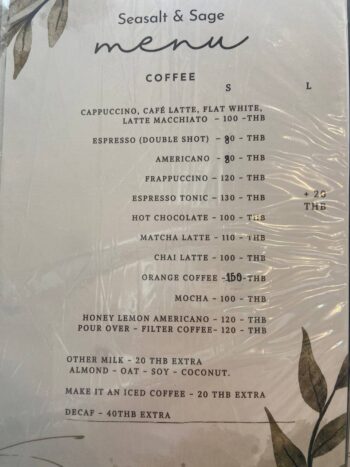 Seasalt & Sage
menu
COFFEE
S L
CAPPUCCINO, CAFÉ LATTE, FLAT WHITE,
LATTE MACCHIATO - 100 -THB
ESPRESSO (DOUBLE SHOT) - 80 - THB
AMERICANO - 80 - THB
FRAPPUCCINO - 120 - THB
ESPRESSO TONIC - 130 - THB
+ 20
THB
HOT CHOCOLATE - 100 - THB
MATCHA LATTE - 110 - THB
CHAI LATTE - 100 - THB
ORANGE COFFEE -150-THB
MOCHA - 100 - THB
HONEY LEMON AMERICANO - 120 - THB
POUR OVER - FILTER COFFEE- 120 - THB
OTHER MILK - 20 THB EXTRA
ALMOND - OAT - SOY - COCONUT.
MAKE IT AN ICED COFFEE - 20 THB EXTRA
DECAF - 40THB EXTRA